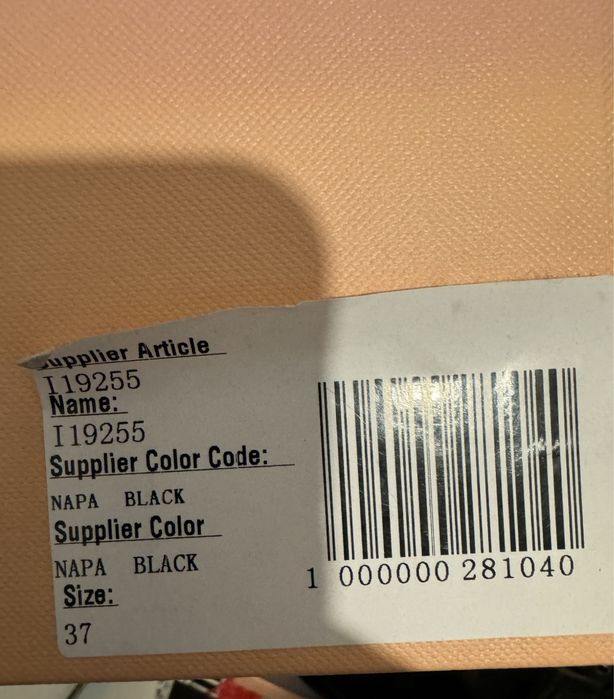 Supplier Article
I19255
Name:
I19255
Supplier Color Code:
NAPA BLACK
Supplier Color
NAPA BLACK
Size:
37
1 000000 281040